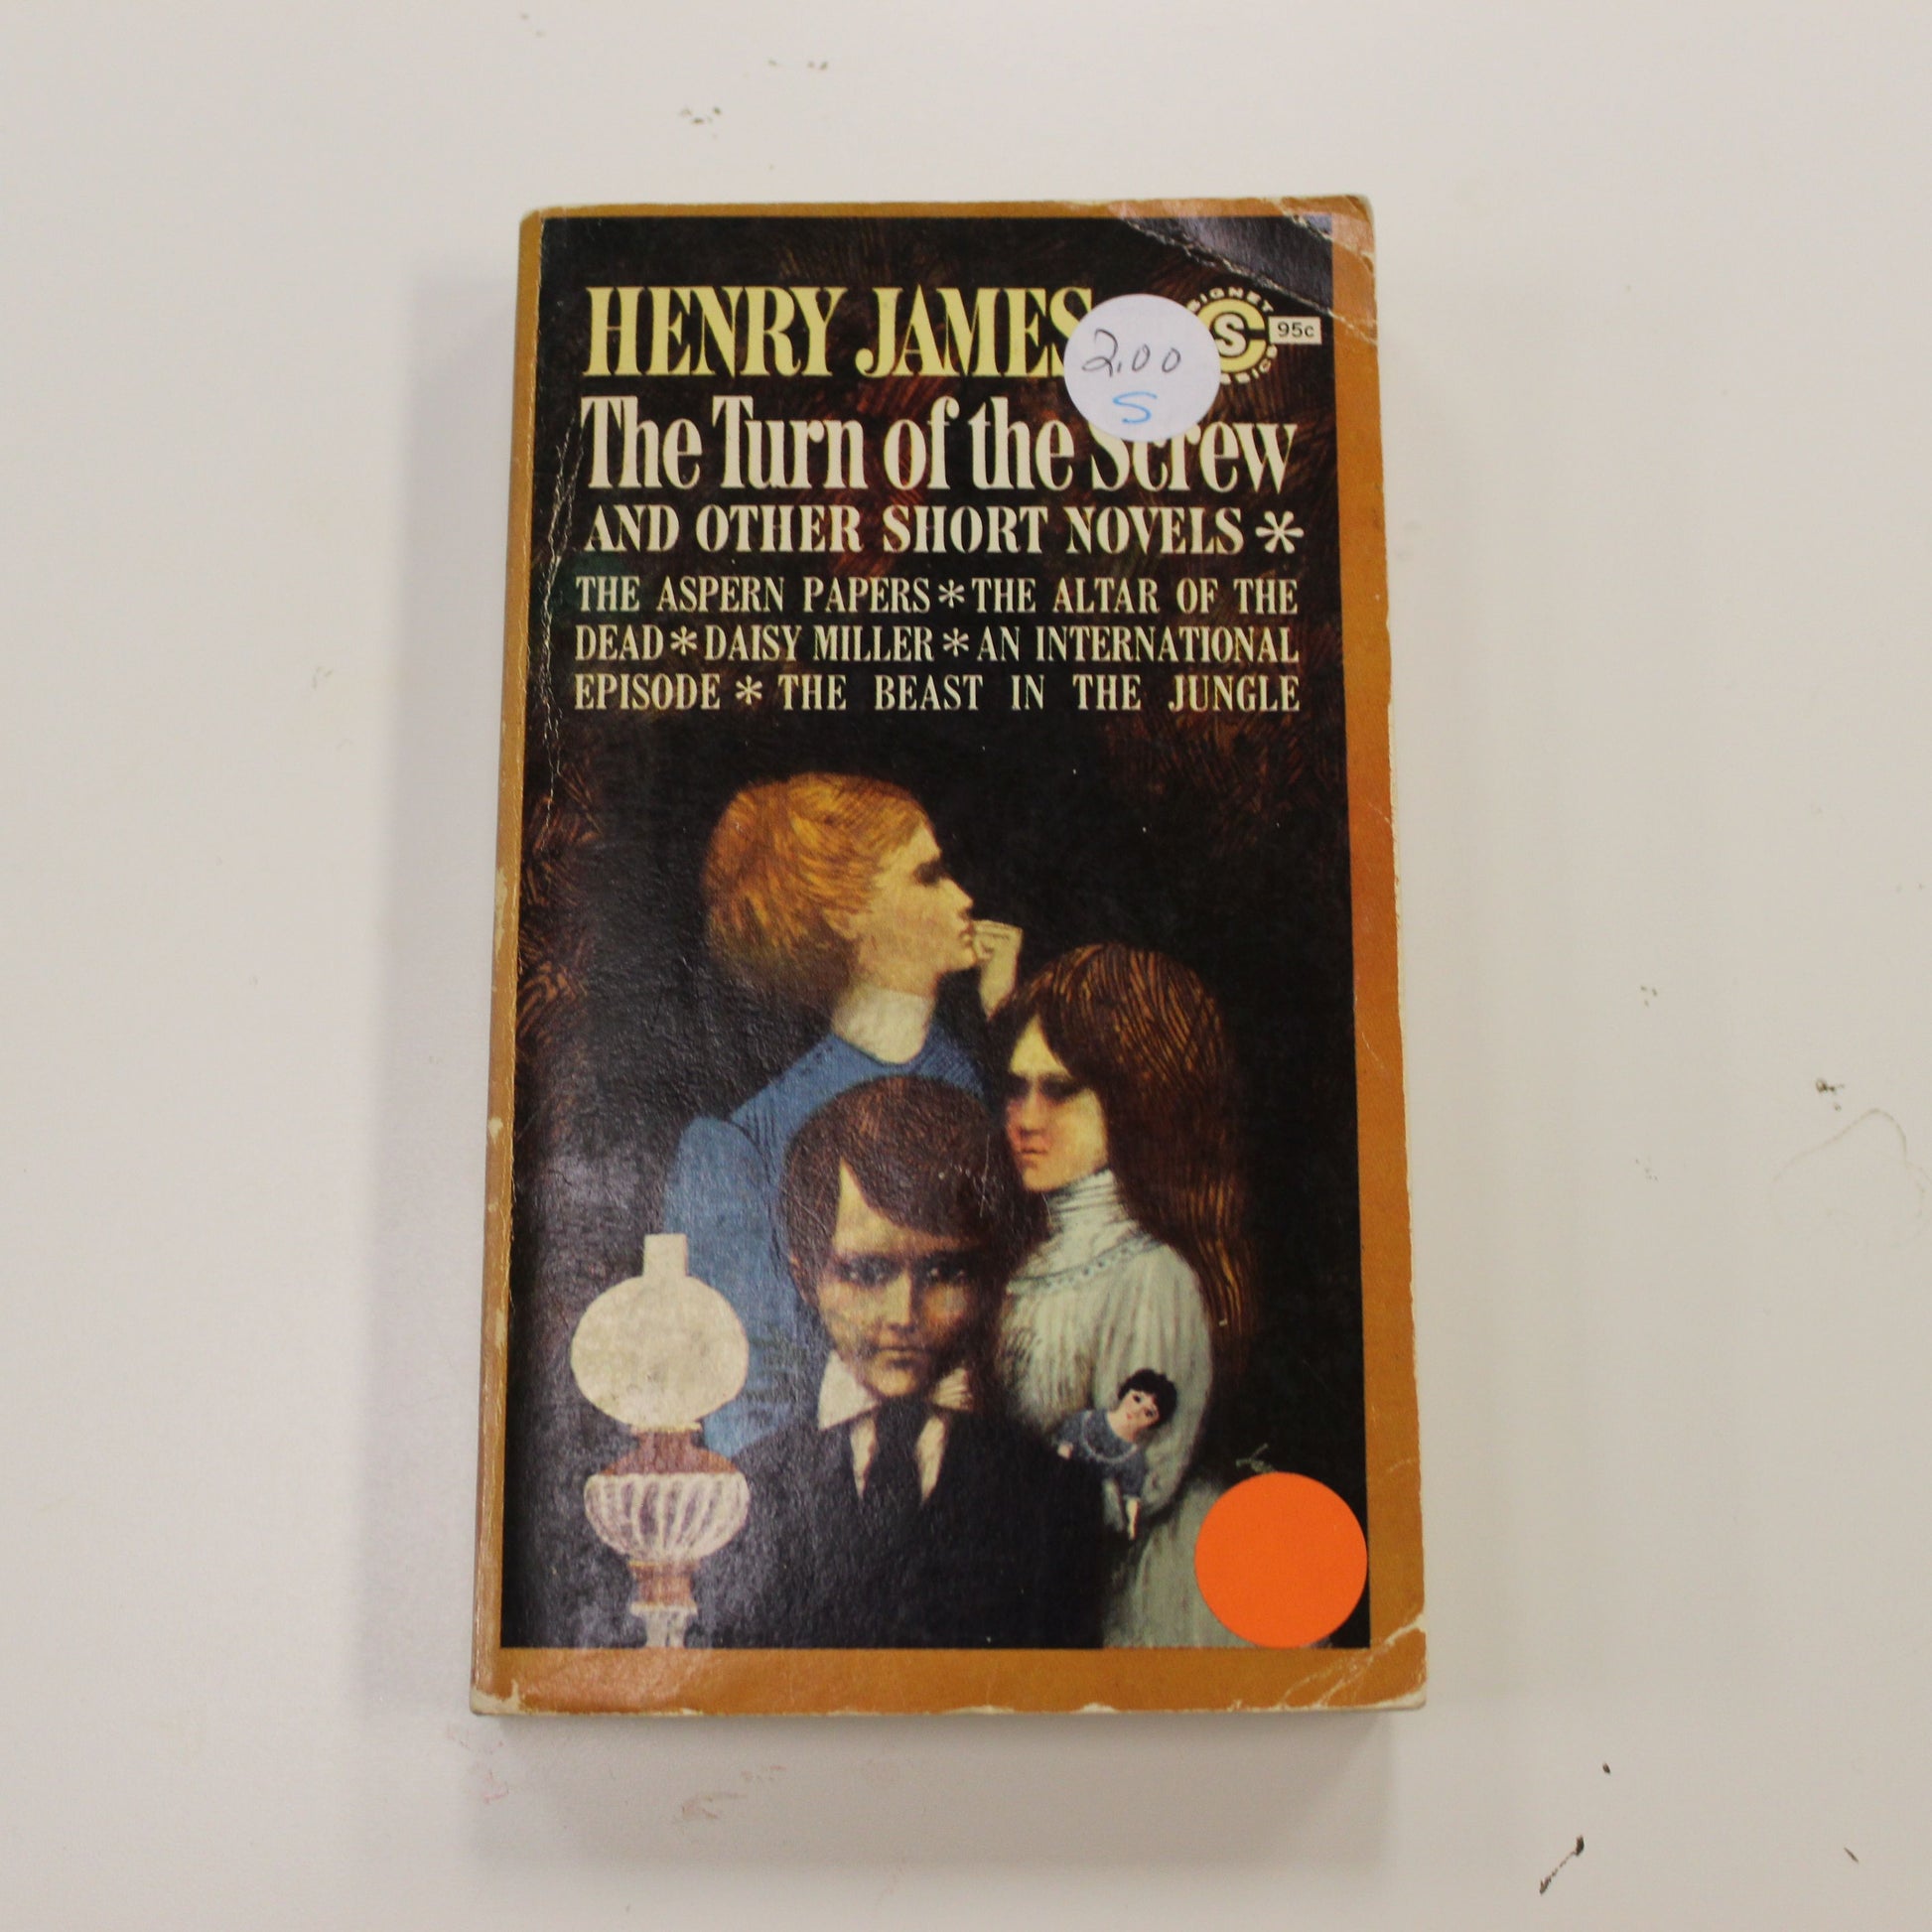 HENRY JAMES
SIGNET
S
95c
2.00
S
The Turn of the Screw
AND OTHER SHORT NOVELS *
THE ASPERN PAPERS * THE ALTAR OF THE
DEAD * DAISY MILLER * AN INTERNATIONAL
EPISODE * THE BEAST IN THE JUNGLE